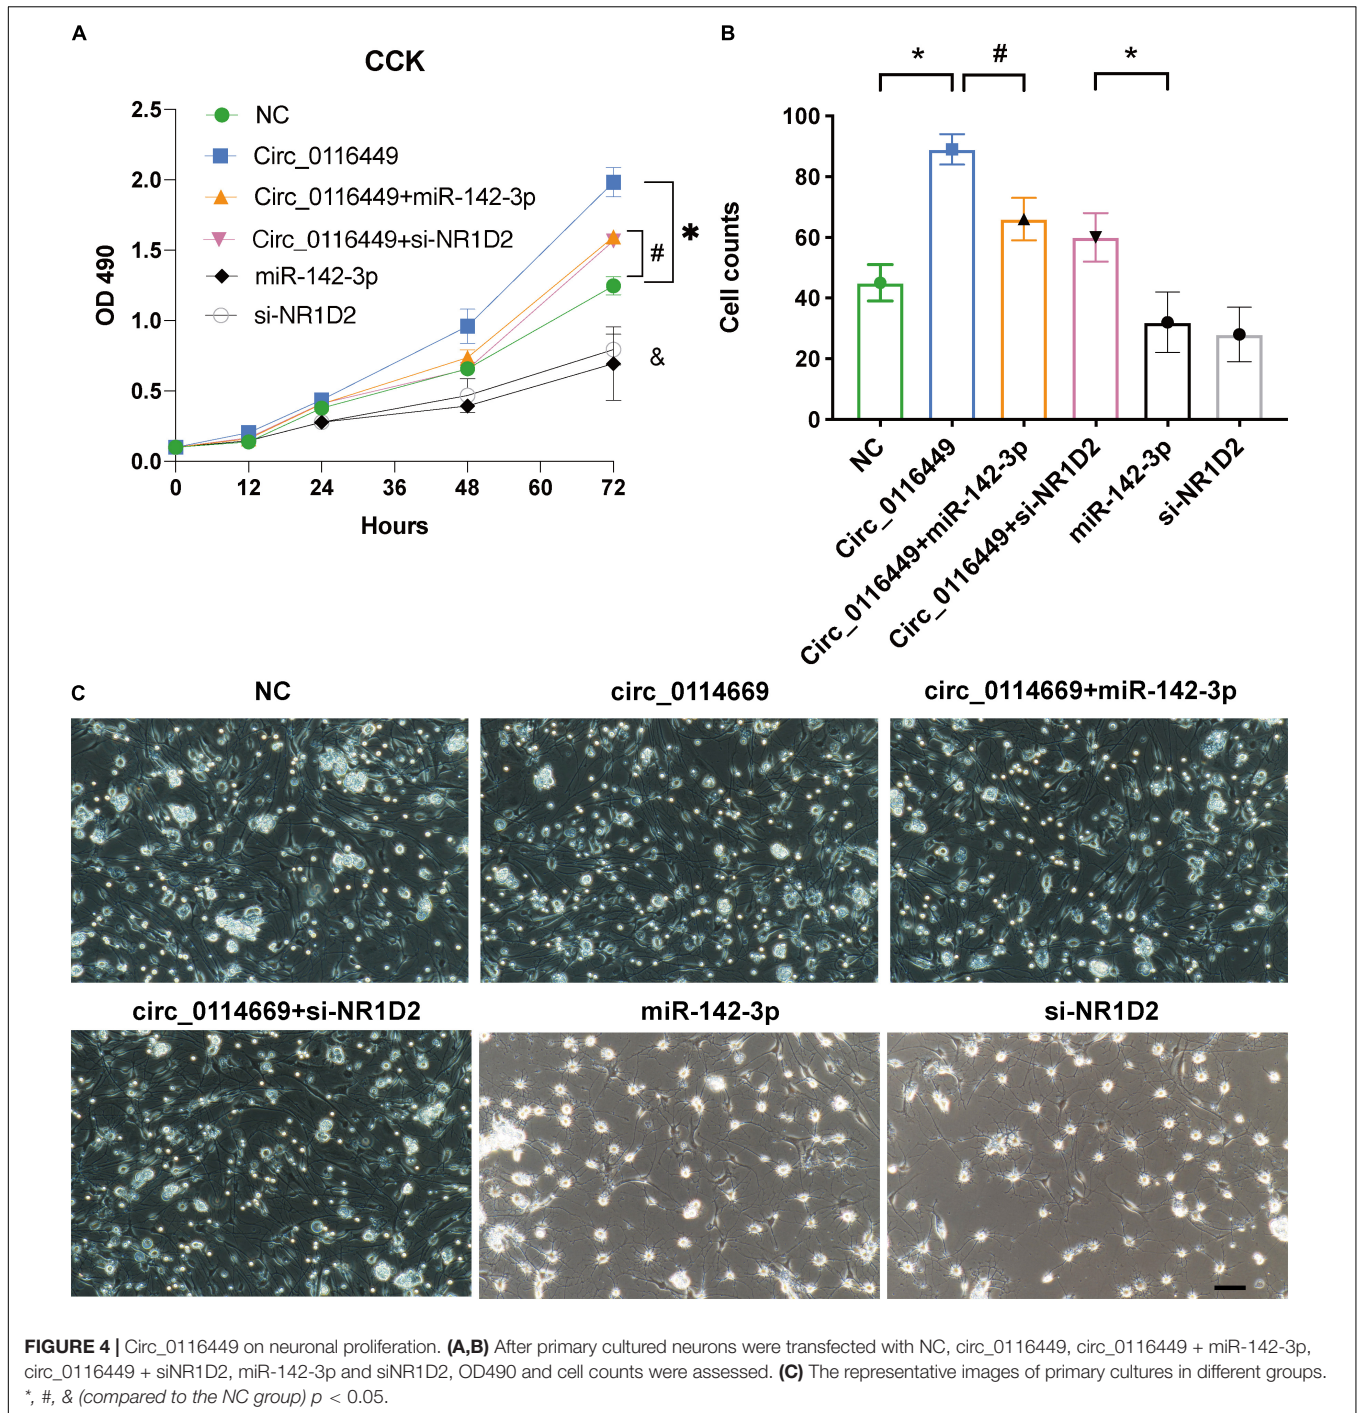 A
CCK
2.5
2.0
1.5
1.0
0.5
0.0
OD 490
NC
Circ_0116449
Circ_0116449+miR-142-3p
Circ_0116449+si-NR1D2
miR-142-3p
si-NR1D2
*
#
&
0 12 24 36 48 60 72
Hours
B
* # *
100
80
60
40
20
0
Cell counts
NC
Circ_0116449
Circ_0116449+miR-142-3p
Circ_0116449+si-NR1D2
miR-142-3p
si-NR1D2
C
NC circ_0114669 circ_0114669+miR-142-3p
circ_0114669+si-NR1D2 miR-142-3p si-NR1D2
FIGURE 4 | Circ_0116449 on neuronal proliferation. (A,B) After primary cultured neurons were transfected with NC, circ_0116449, circ_0116449 + miR-142-3p,
circ_0116449 + siNR1D2, miR-142-3p and siNR1D2, OD490 and cell counts were assessed. (C) The representative images of primary cultures in different groups.
*, #, & (compared to the NC group) p < 0.05.